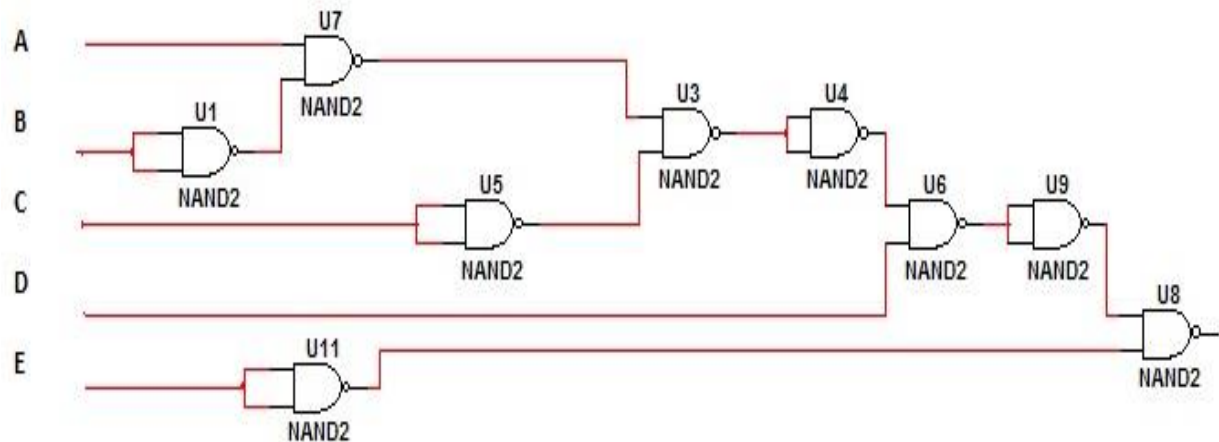 U7
A
NAND2
U3
U4
B
U1
NAND2
NAND2
NAND2
U5
C
U6
U9
NAND2
D
NAND2
NAND2
U8
E
U11
NAND2
NAND2